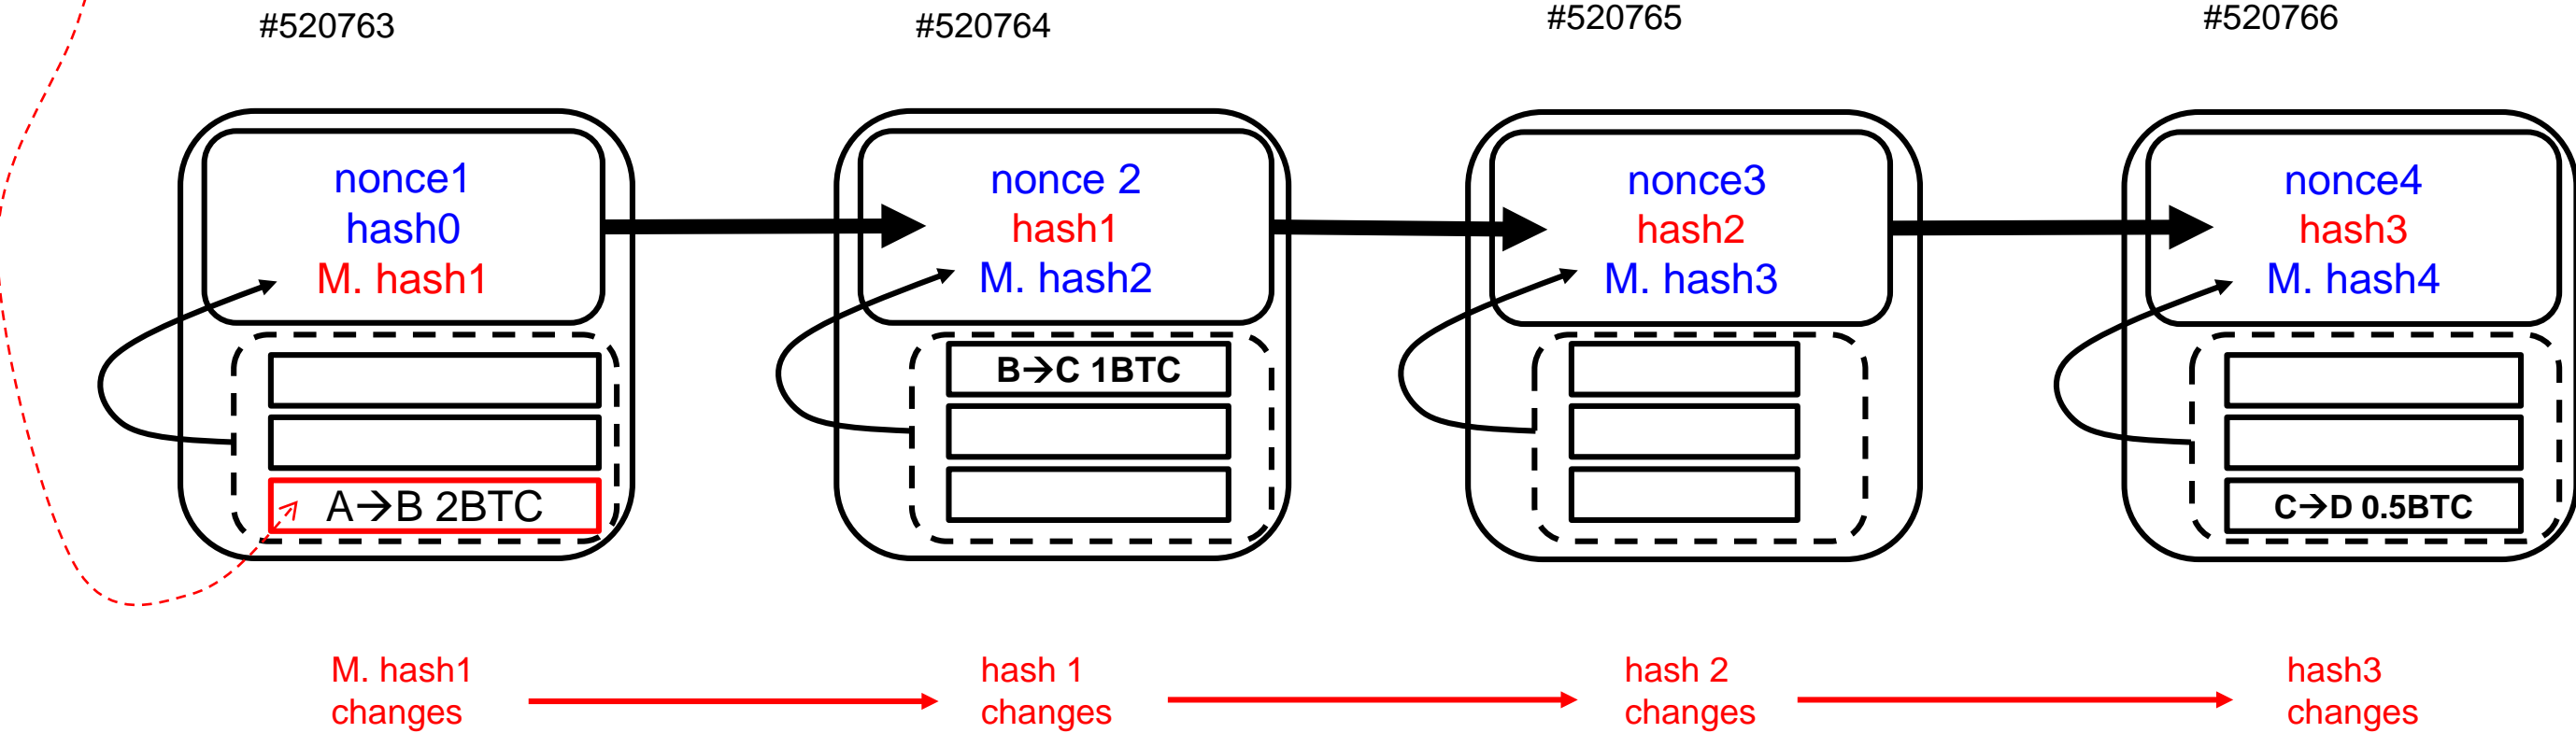 #520763
#520764
#520765
#520766
nonce1
hash0
M. hash1
A→B 2BTC
nonce 2
hash1
M. hash2
B→C 1BTC
nonce3
hash2
M. hash3
nonce4
hash3
M. hash4
C→D 0.5BTC
M. hash1
changes
hash 1
changes
hash 2
changes
hash3
changes